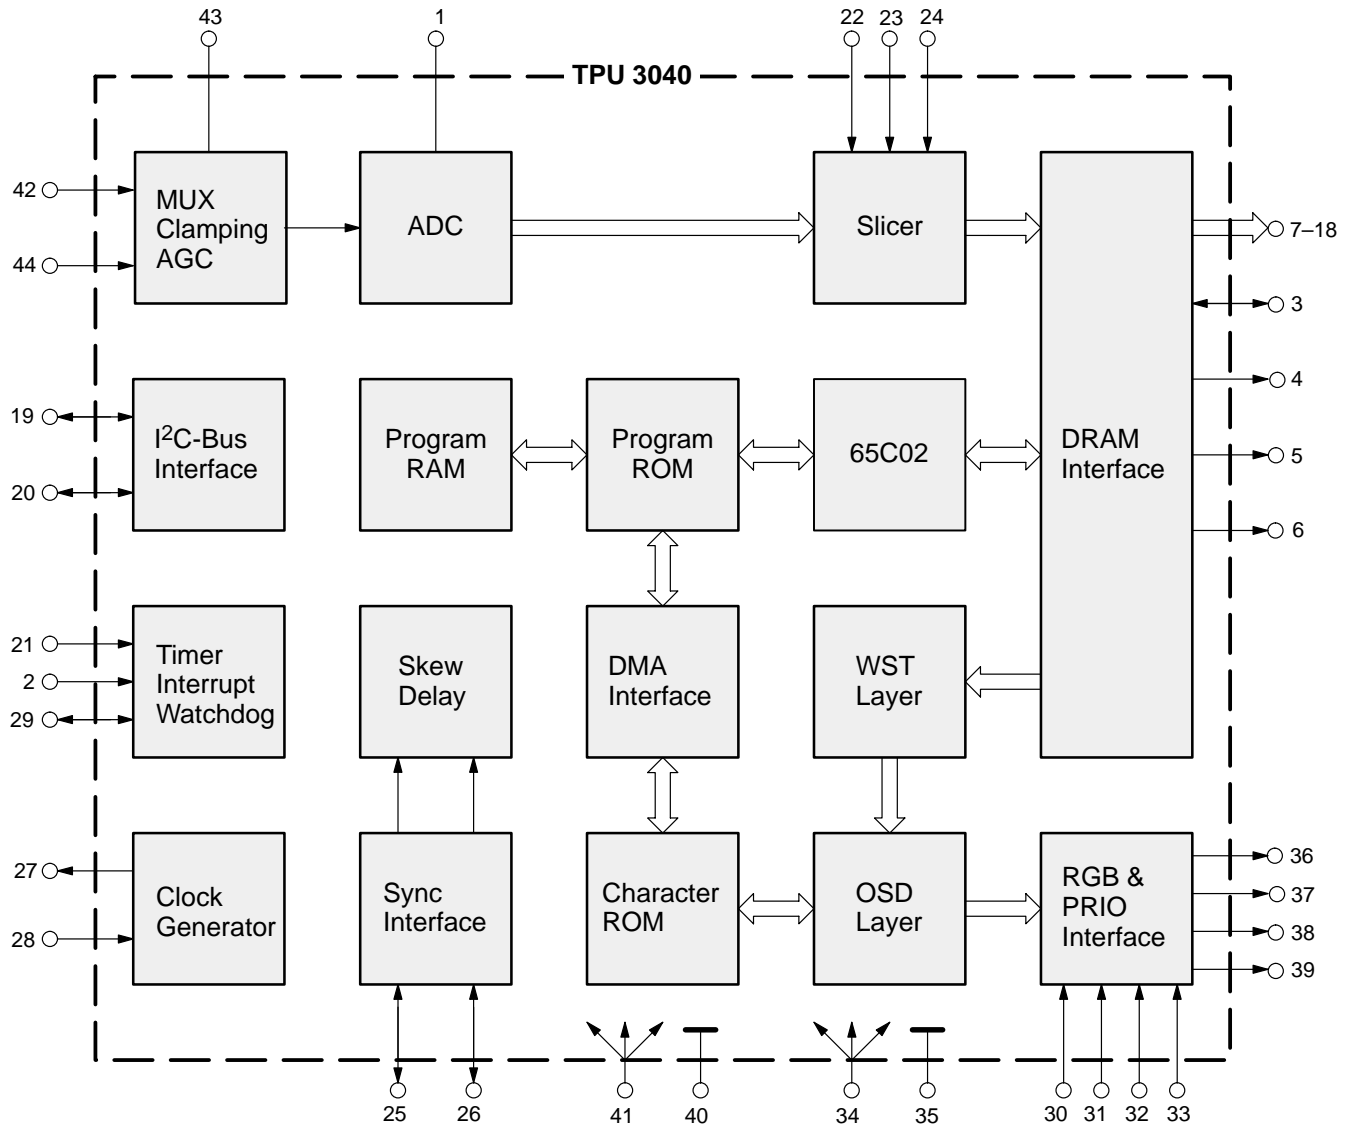 43
1
22
23
24
TPU 3040
42
44
MUX
Clamping
AGC
ADC
Slicer
7–18
3
4
5
6
19
20
I²C-Bus
Interface
Program
RAM
Program
ROM
65C02
DRAM
Interface
21
2
29
Timer
Interrupt
Watchdog
Skew
Delay
DMA
Interface
WST
Layer
27
28
Clock
Generator
Sync
Interface
Character
ROM
OSD
Layer
RGB &
PRIO
Interface
36
37
38
39
25
26
41
40
34
35
30
31
32
33